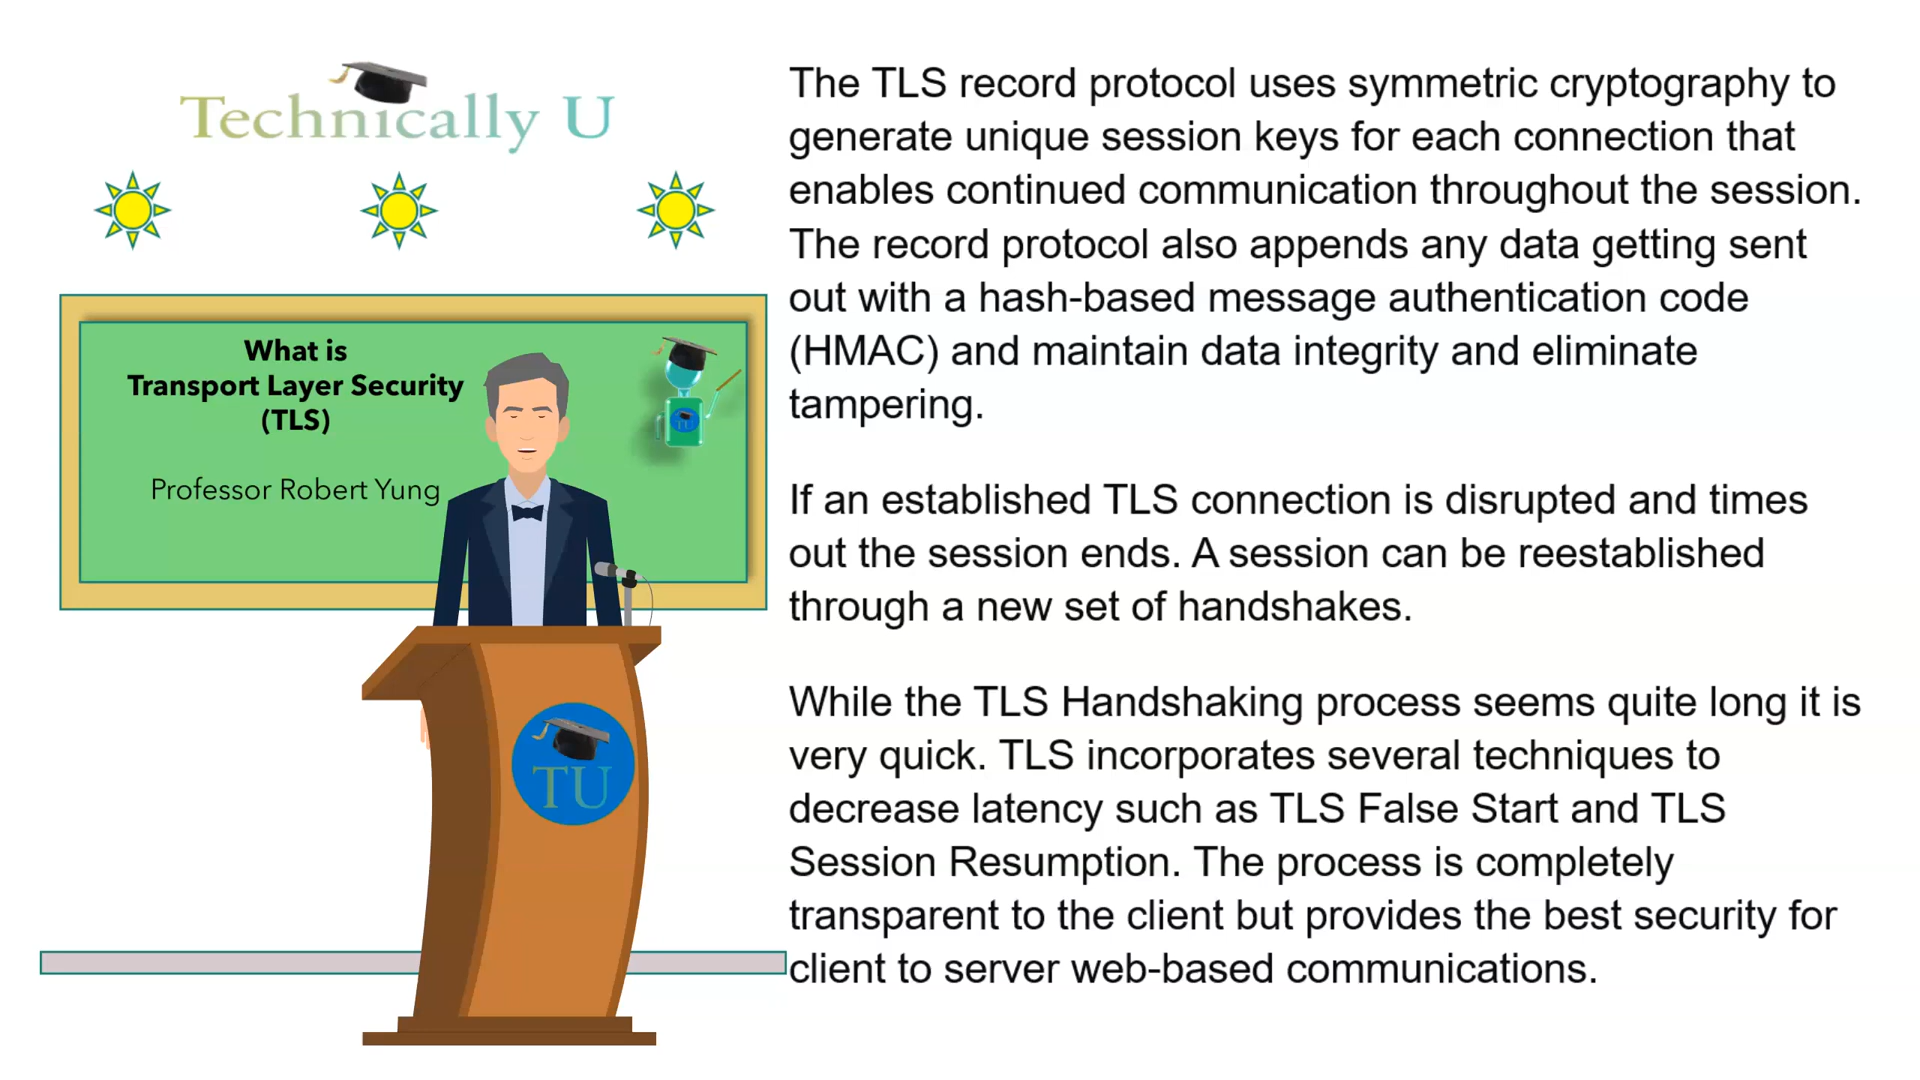 Technically U
What is
Transport Layer Security
(TLS)
Professor Robert Yung
TU
The TLS record protocol uses symmetric cryptography to
generate unique session keys for each connection that
enables continued communication throughout the session.
The record protocol also appends any data getting sent
out with a hash-based message authentication code
(HMAC) and maintain data integrity and eliminate
tampering.
If an established TLS connection is disrupted and times
out the session ends. A session can be reestablished
through a new set of handshakes.
While the TLS Handshaking process seems quite long it is
very quick. TLS incorporates several techniques to
decrease latency such as TLS False Start and TLS
Session Resumption. The process is completely
transparent to the client but provides the best security for
client to server web-based communications.